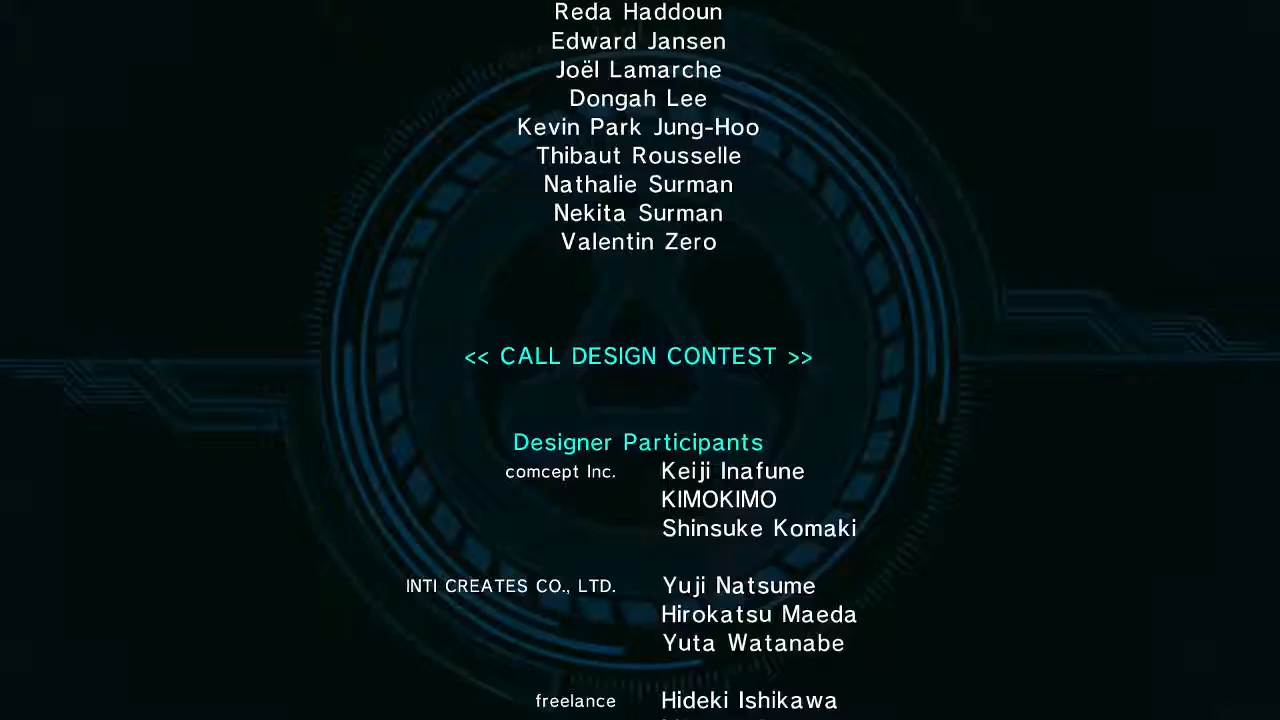 Reda Haddoun
Edward Jansen
Joël Lamarche
Dongah Lee
Kevin Park Jung-Hoo
Thibaut Rousselle
Nathalie Surman
Nekita Surman
Valentin Zero
<< CALL DESIGN CONTEST >>
Designer Participants
comcept Inc. Keiji Inafune
KIMOKIMO
Shinsuke Komaki
INTI CREATES CO., LTD. Yuji Natsume
Hirokatsu Maeda
Yuta Watanabe
freelance Hideki Ishikawa